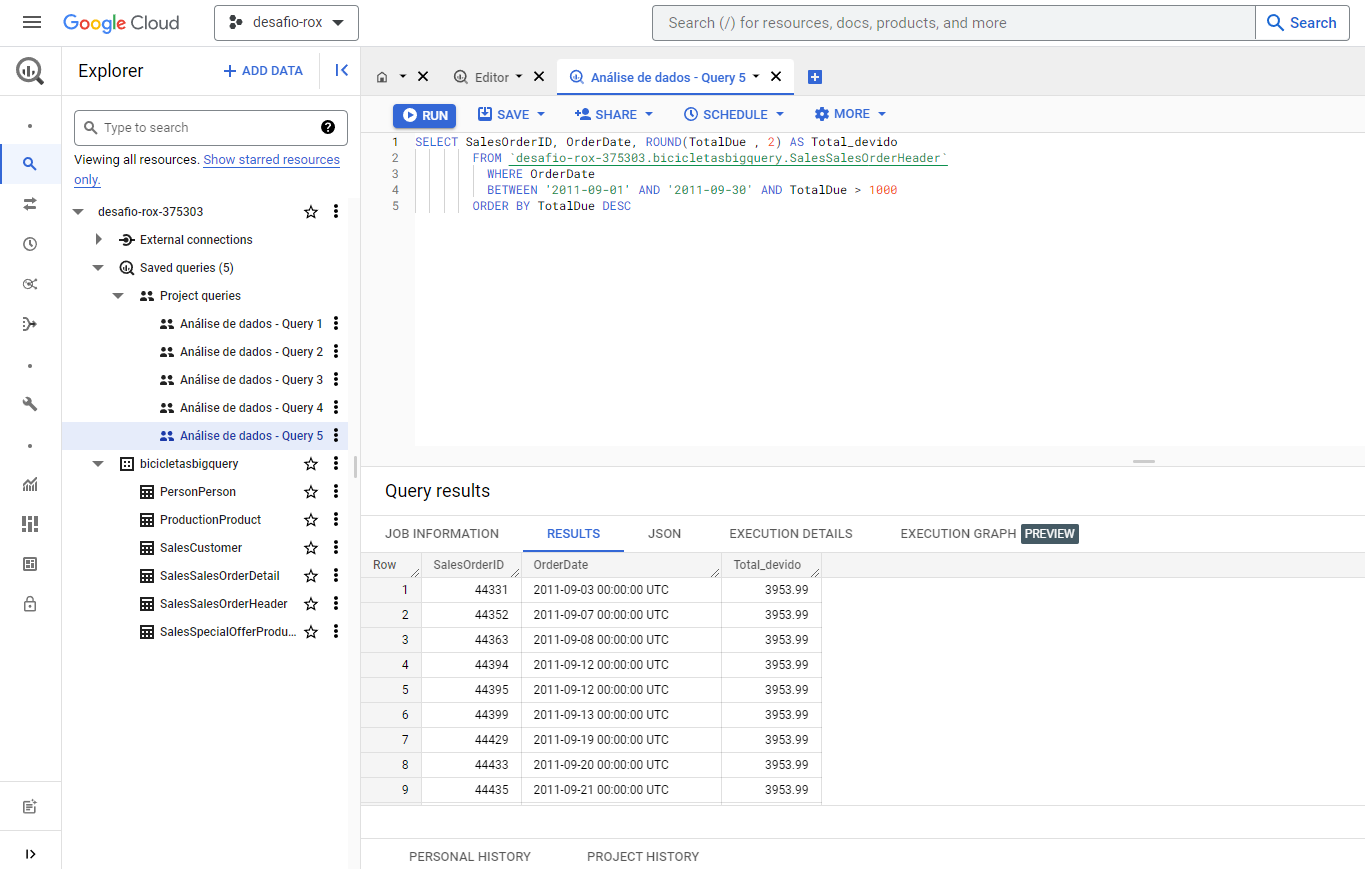 Google Cloud
desafio-rox
Search (/) for resources, docs, products, and more
Search
Explorer
+ ADD DATA
Editor
Análise de dados - Query 5
RUN
SAVE
SHARE
SCHEDULE
MORE
Type to search
Viewing all resources. Show starred resources
only.
desafio-rox-375303
External connections
Saved queries (5)
Project queries
Análise de dados - Query 1
Análise de dados - Query 2
Análise de dados - Query 3
Análise de dados - Query 4
Análise de dados - Query 5
bicicletasbigquery
PersonPerson
ProductionProduct
SalesCustomer
SalesSalesOrderDetail
SalesSalesOrderHeader
SalesSpecialOfferProdu...
1 SELECT SalesOrderID, OrderDate, ROUND(TotalDue , 2) AS Total_devido
2 FROM `desafio-rox-375303.bicicletasbigquery.SalesSalesOrderHeader`
3 WHERE OrderDate
4 BETWEEN '2011-09-01' AND '2011-09-30' AND TotalDue > 1000
5 ORDER BY TotalDue DESC
Query results
JOB INFORMATION RESULTS JSON EXECUTION DETAILS EXECUTION GRAPH PREVIEW
Row SalesOrderID OrderDate Total_devido
1 44331 2011-09-03 00:00:00 UTC 3953.99
2 44352 2011-09-07 00:00:00 UTC 3953.99
3 44363 2011-09-08 00:00:00 UTC 3953.99
4 44394 2011-09-12 00:00:00 UTC 3953.99
5 44395 2011-09-12 00:00:00 UTC 3953.99
6 44399 2011-09-13 00:00:00 UTC 3953.99
7 44429 2011-09-19 00:00:00 UTC 3953.99
8 44433 2011-09-20 00:00:00 UTC 3953.99
9 44435 2011-09-21 00:00:00 UTC 3953.99
PERSONAL HISTORY PROJECT HISTORY